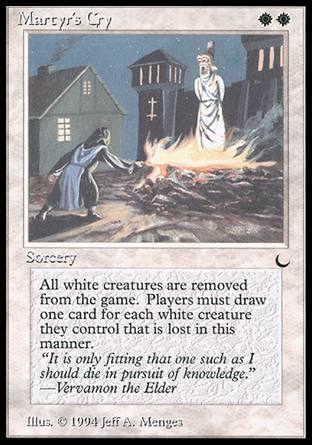 Martyr's Cry
Sorcery
All white creatures are removed
from the game. Players must draw
one card for each white creature
they control that is lost in this
manner.
"It is only fitting that one such as I
should die in pursuit of knowledge."
—Vervamon the Elder
Illus. © 1994 Jeff A. Menges